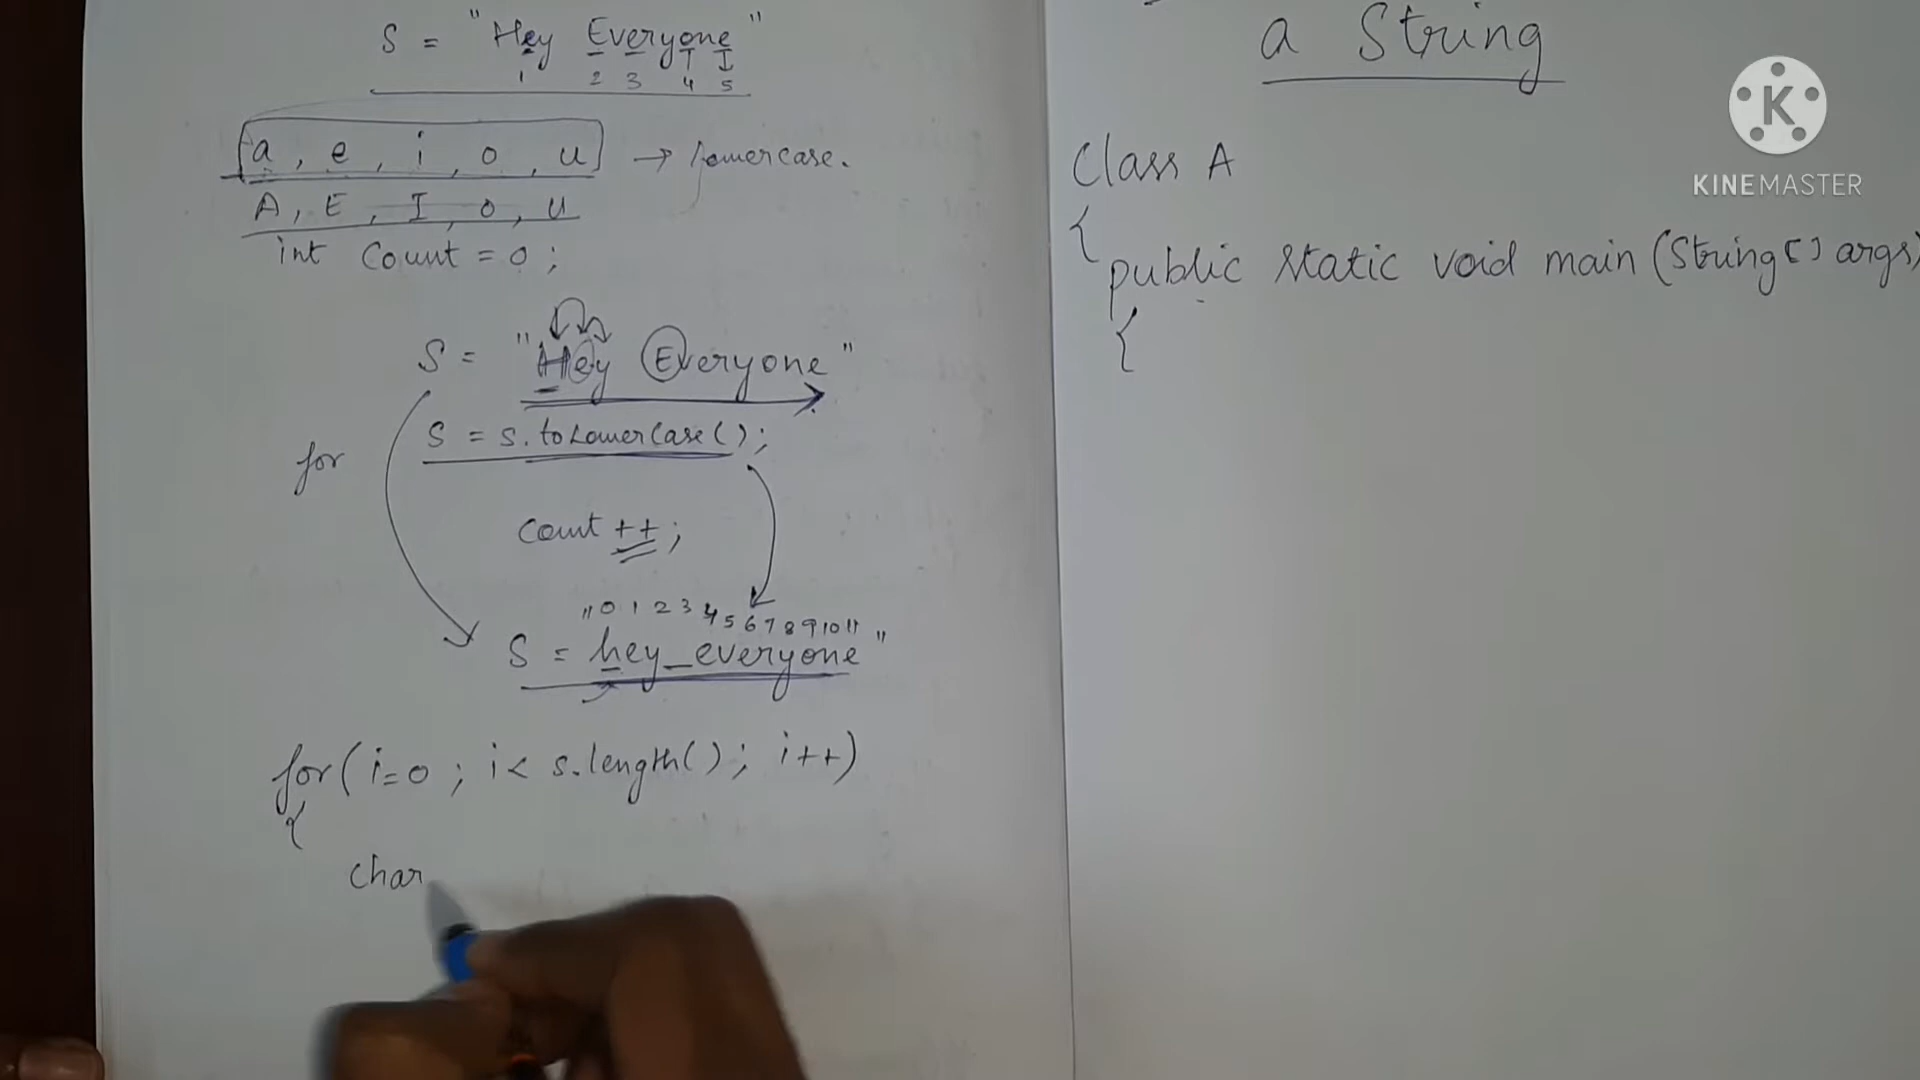 S = "Hey Everyone"
1 2 3 4 5
a, e, i, o, u → Lowercase.
A, E, I, O, U
int Count = 0;
S = "Hey Everyone"
for
S = s.toLowerCase();
Count ++;
" 0 1 2 3 4 5 6 7 8 9 10 11 "
S = hey_everyone
for(i=0; i< s.length(); i++)
{
Char
a String
Class A
{
public static void main (String[] args)
{
K
KINEMASTER